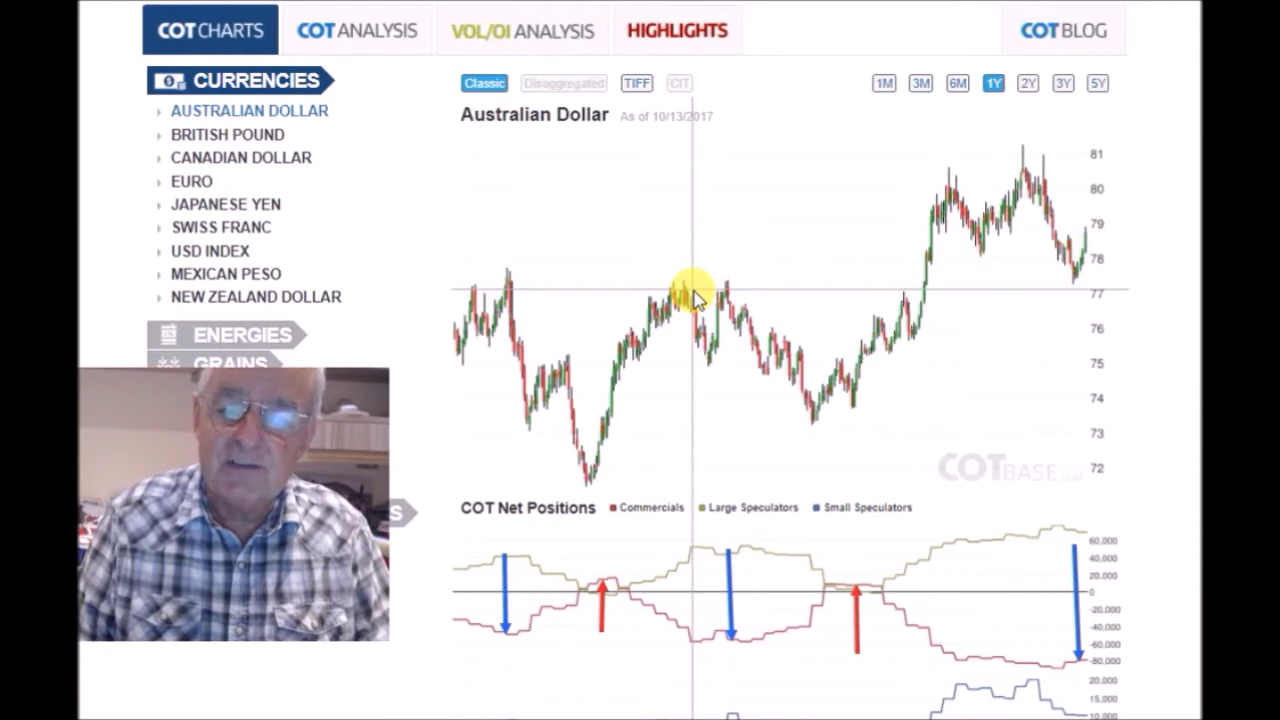 COT CHARTS
COT ANALYSIS
VOL/OI ANALYSIS
HIGHLIGHTS
COT BLOG
CURRENCIES
AUSTRALIAN DOLLAR
BRITISH POUND
CANADIAN DOLLAR
EURO
JAPANESE YEN
SWISS FRANC
USD INDEX
MEXICAN PESO
NEW ZEALAND DOLLAR
ENERGIES
GRAINS
S
Classic
Disaggregated
TIFF
CIT
1M
3M
6M
1Y
2Y
3Y
5Y
Australian Dollar As of 10/13/2017
81
80
79
78
77
76
75
74
73
72
COTBASE
COT Net Positions
Commercials
Large Speculators
Small Speculators
60,000
40,000
20,000
0
-20,000
-40,000
-60,000
-80,000
20,000
15,000
10,000